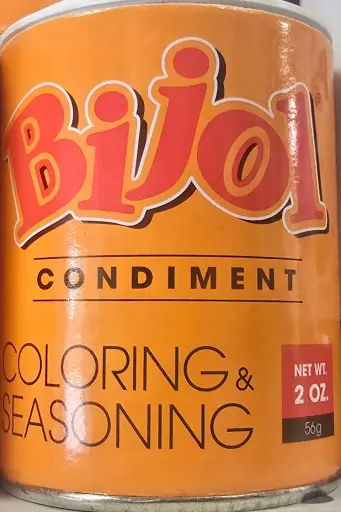 Bijol®
CONDIMENT
COLORING &
SEASONING
NET WT.
2 OZ.
56g